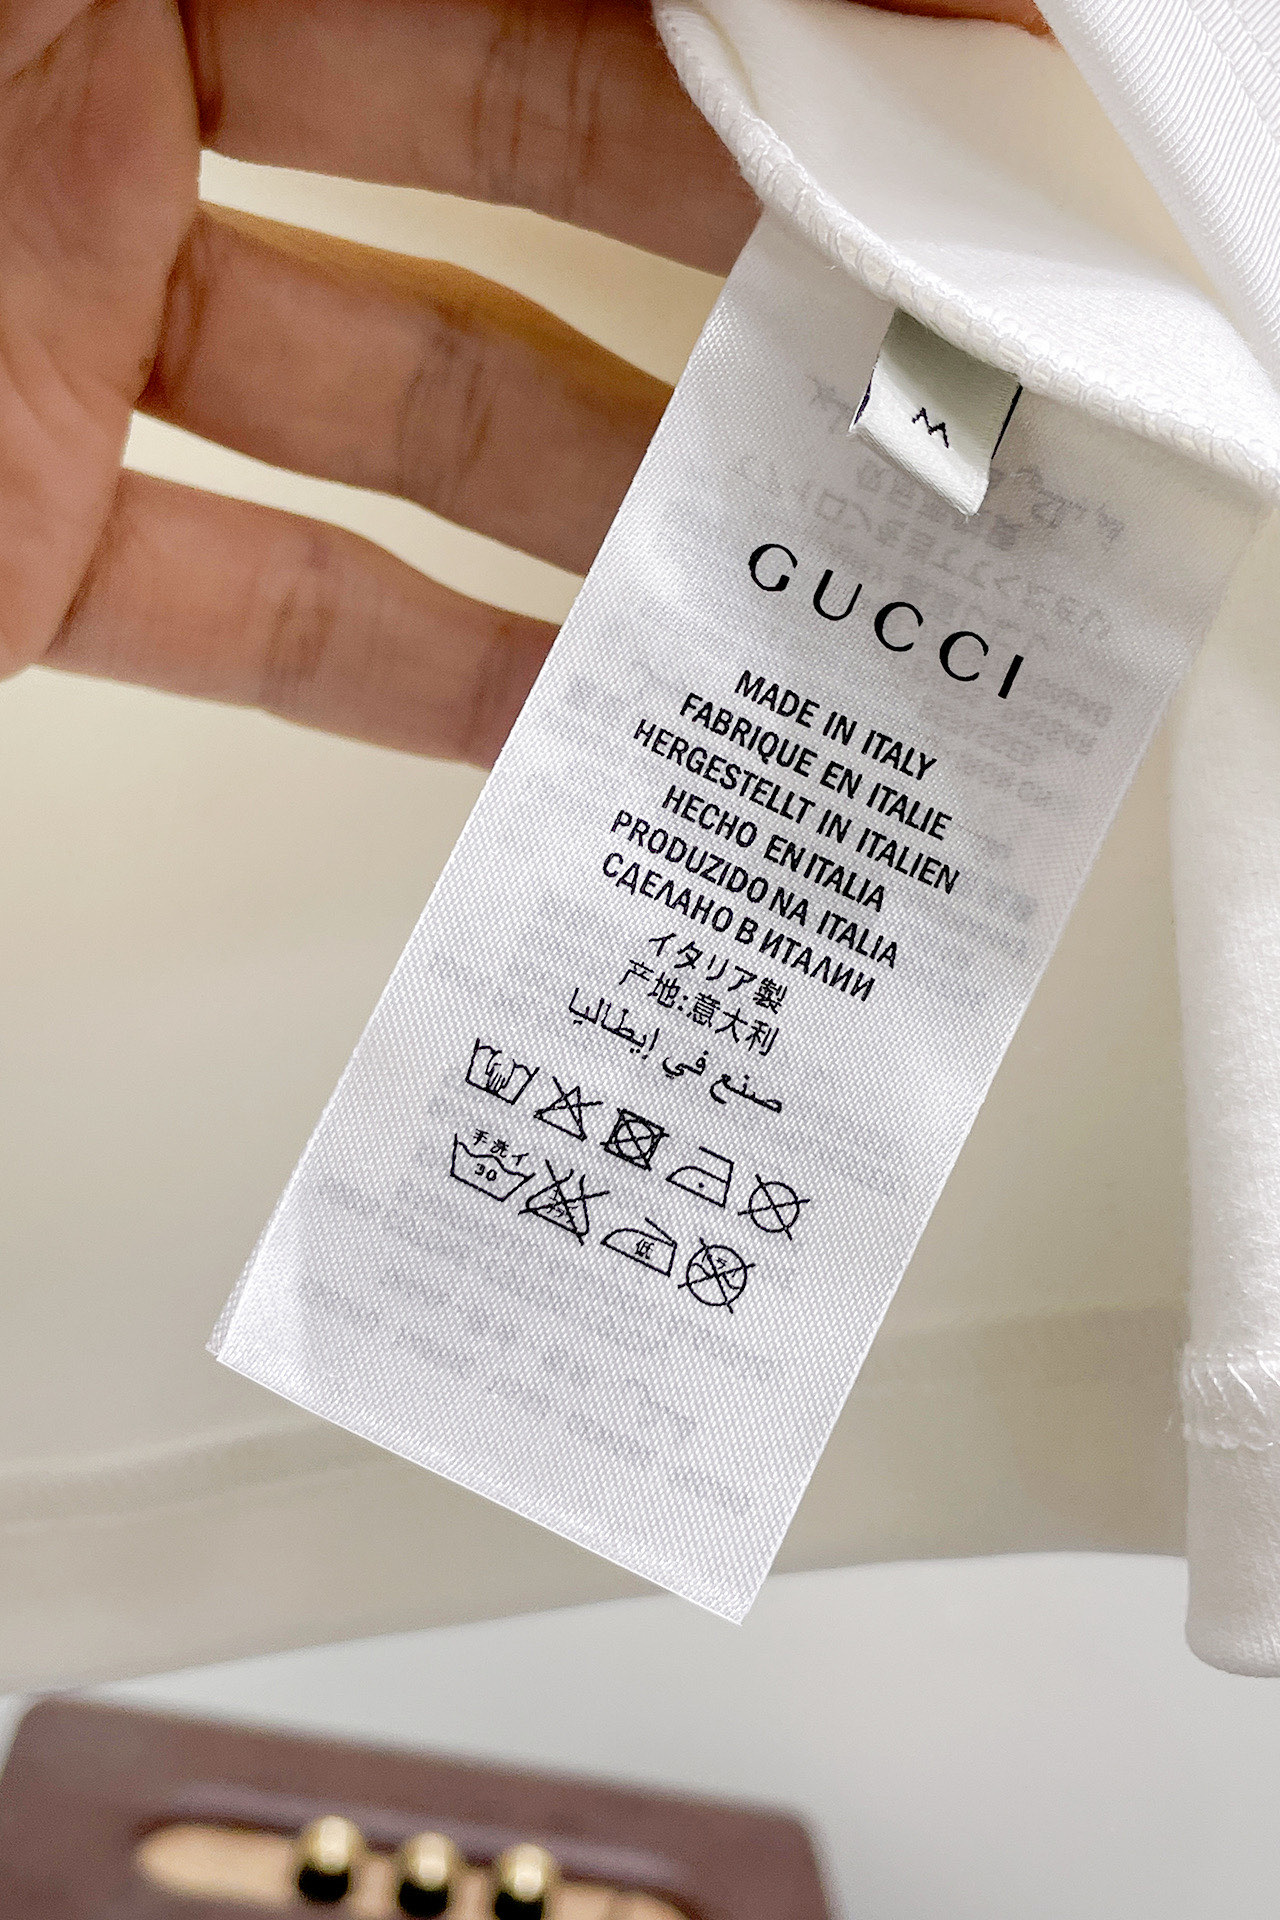 M
GUCCI
MADE IN ITALY
FABRIQUE EN ITALIE
HERGESTELLT IN ITALIEN
HECHO EN ITALIA
PRODUZIDO NA ITALIA
СДЕЛАНО В ИТАЛИИ
イタリア製
产地:意大利
صنع في إيطاليا
手洗イ
30
低